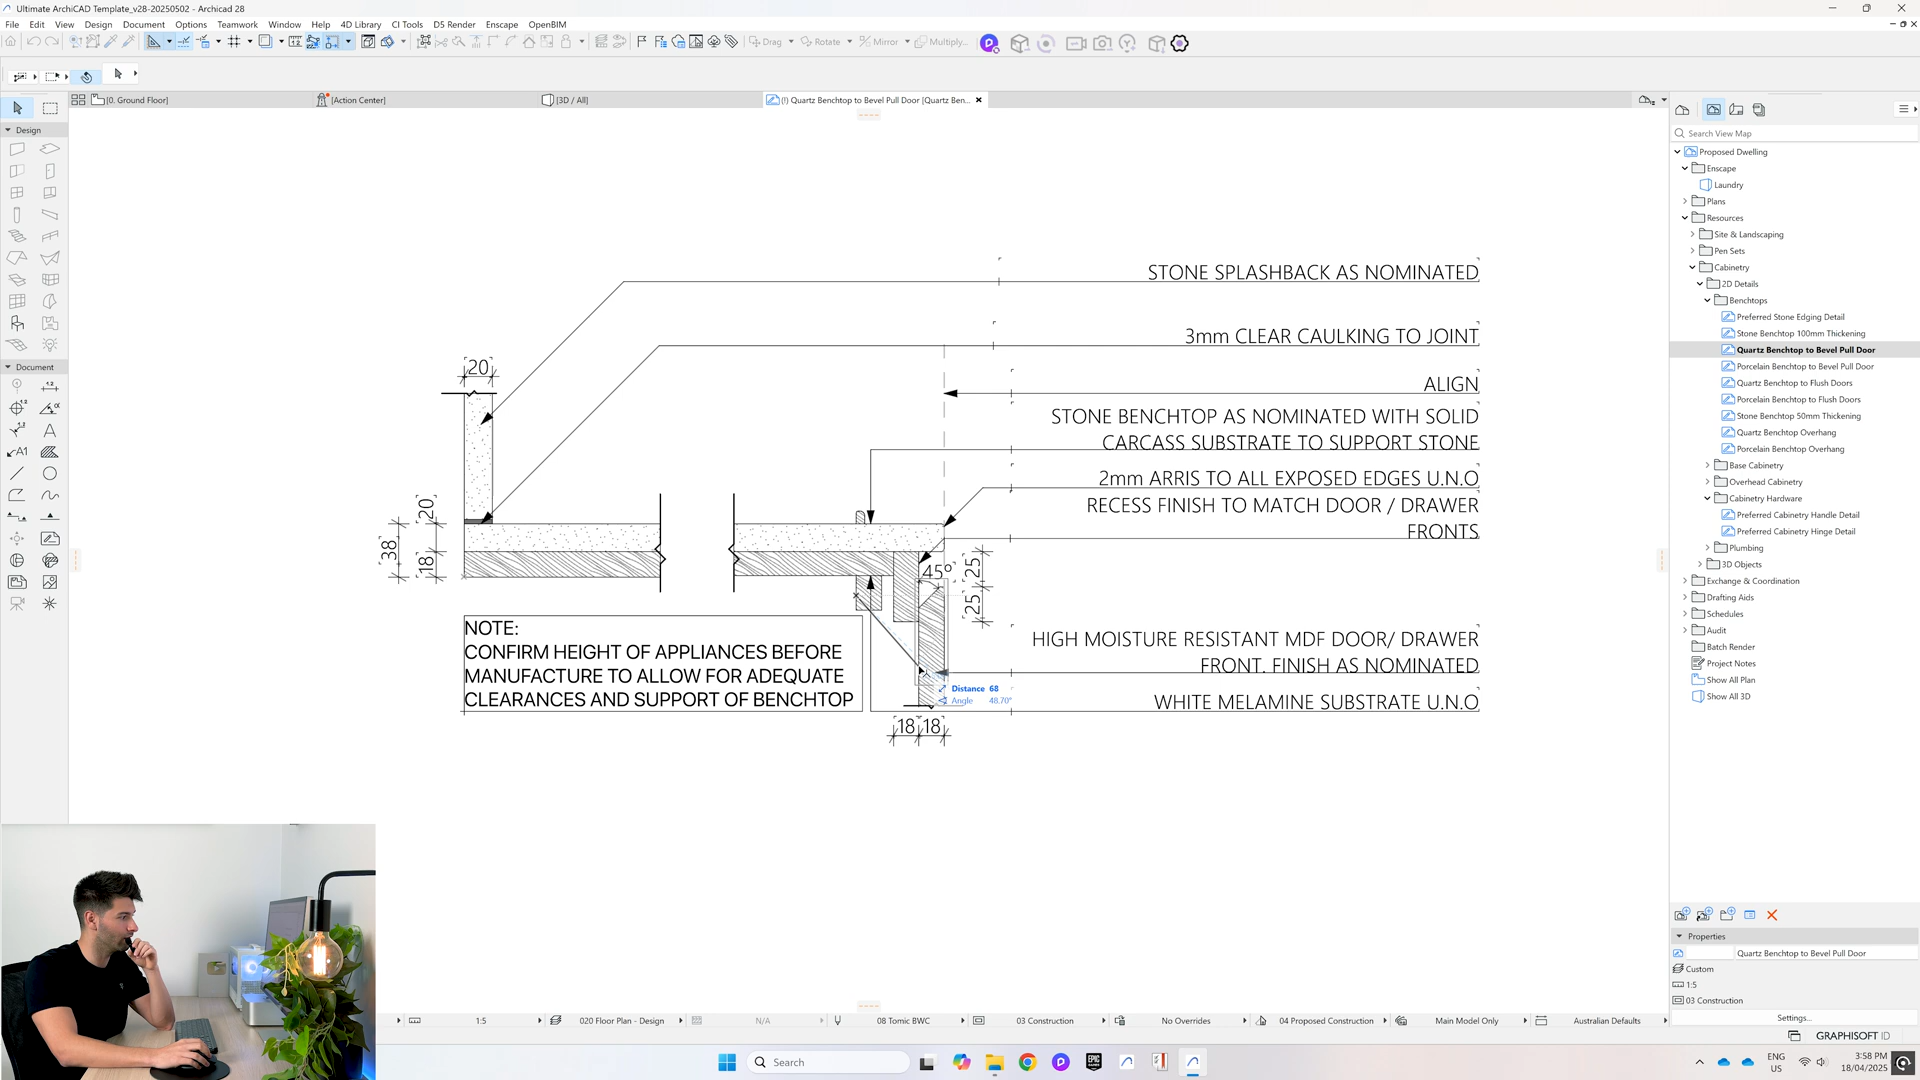 Ultimate ArchiCAD Template_v28-20250502 - Archicad 28
File Edit View Design Document Options Teamwork Window Help 4D Library CI Tools D5 Render Enscape OpenBIM
Drag Rotate Mirror Multiply...
[0. Ground Floor]
[Action Center]
[3D / All]
(!) Quartz Benchtop to Bevel Pull Door [Quartz Ben...
Design
Document
STONE SPLASHBACK AS NOMINATED
3mm CLEAR CAULKING TO JOINT
ALIGN
STONE BENCHTOP AS NOMINATED WITH SOLID
CARCASS SUBSTRATE TO SUPPORT STONE
2mm ARRIS TO ALL EXPOSED EDGES U.N.O
RECESS FINISH TO MATCH DOOR / DRAWER
FRONTS
HIGH MOISTURE RESISTANT MDF DOOR/ DRAWER
FRONT. FINISH AS NOMINATED
WHITE MELAMINE SUBSTRATE U.N.O
20
20
38
18
45°
25
25
18 18
Distance 68
Angle 48.70°
NOTE:
CONFIRM HEIGHT OF APPLIANCES BEFORE
MANUFACTURE TO ALLOW FOR ADEQUATE
CLEARANCES AND SUPPORT OF BENCHTOP
Search View Map
Proposed Dwelling
Enscape
Laundry
Plans
Resources
Site & Landscaping
Pen Sets
Cabinetry
2D Details
Benchtops
Preferred Stone Edging Detail
Stone Benchtop 100mm Thickening
Quartz Benchtop to Bevel Pull Door
Porcelain Benchtop to Bevel Pull Door
Quartz Benchtop to Flush Doors
Porcelain Benchtop to Flush Doors
Stone Benchtop 50mm Thickening
Quartz Benchtop Overhang
Porcelain Benchtop Overhang
Base Cabinetry
Overhead Cabinetry
Cabinetry Hardware
Preferred Cabinetry Handle Detail
Preferred Cabinetry Hinge Detail
Plumbing
3D Objects
Exchange & Coordination
Drafting Aids
Schedules
Audit
Batch Render
Project Notes
Show All Plan
Show All 3D
Properties
Quartz Benchtop to Bevel Pull Door
Custom
1:5
03 Construction
Settings...
1:5 020 Floor Plan - Design N/A 08 Tomic BWC 03 Construction No Overrides 04 Proposed Construction Main Model Only Australian Defaults
GRAPHISOFT ID
Search
EPIC
ENG
US
3:58 PM
18/04/2025